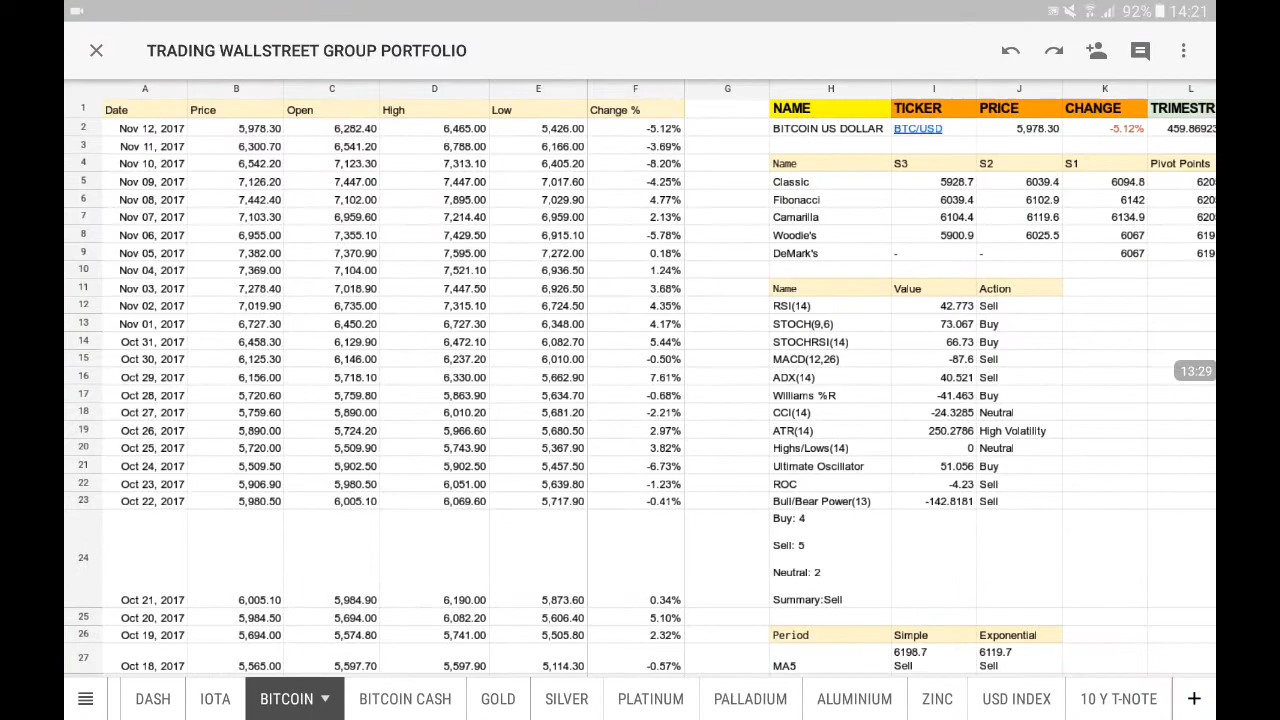 92% 14:21
TRADING WALLSTREET GROUP PORTFOLIO
A B C D E F G H I J K L
1 Date Price Open High Low Change % NAME TICKER PRICE CHANGE TRIMESTR
2 Nov 12, 2017 5,978.30 6,282.40 6,465.00 5,426.00 -5.12% BITCOIN US DOLLAR BTC/USD 5,978.30 -5.12% 459.86923
3 Nov 11, 2017 6,300.70 6,541.20 6,788.00 6,166.00 -3.69%
4 Nov 10, 2017 6,542.20 7,123.30 7,313.10 6,405.20 -8.20% Name S3 S2 S1 Pivot Points
5 Nov 09, 2017 7,126.20 7,447.00 7,447.00 7,017.60 -4.25% Classic 5928.7 6039.4 6094.8 620
6 Nov 08, 2017 7,442.40 7,102.00 7,895.00 7,029.90 4.77% Fibonacci 6039.4 6102.9 6142 620
7 Nov 07, 2017 7,103.30 6,959.60 7,214.40 6,959.00 2.13% Camarilla 6104.4 6119.6 6134.9 620
8 Nov 06, 2017 6,955.00 7,355.10 7,429.50 6,915.10 -5.78% Woodie's 5900.9 6025.5 6067 619
9 Nov 05, 2017 7,382.00 7,370.90 7,595.00 7,272.00 0.18% DeMark's - - 6067 619
10 Nov 04, 2017 7,369.00 7,104.00 7,521.10 6,936.50 1.24%
11 Nov 03, 2017 7,278.40 7,018.90 7,447.50 6,926.50 3.68% Name Value Action
12 Nov 02, 2017 7,019.90 6,735.00 7,315.10 6,724.50 4.35% RSI(14) 42.773 Sell
13 Nov 01, 2017 6,727.30 6,450.20 6,727.30 6,348.00 4.17% STOCH(9,6) 73.067 Buy
14 Oct 31, 2017 6,458.30 6,129.90 6,472.10 6,082.70 5.44% STOCHRSI(14) 66.73 Buy
15 Oct 30, 2017 6,125.30 6,146.00 6,237.20 6,010.00 -0.50% MACD(12,26) -87.6 Sell
16 Oct 29, 2017 6,156.00 5,718.10 6,330.00 5,662.90 7.61% ADX(14) 40.521 Sell
13:29
17 Oct 28, 2017 5,720.60 5,759.80 5,863.90 5,634.70 -0.68% Williams %R -41.463 Buy
18 Oct 27, 2017 5,759.60 5,890.00 6,010.20 5,681.20 -2.21% CCI(14) -24.3285 Neutral
19 Oct 26, 2017 5,890.00 5,724.20 5,966.60 5,680.50 2.97% ATR(14) 250.2786 High Volatility
20 Oct 25, 2017 5,720.00 5,509.90 5,743.90 5,367.90 3.82% Highs/Lows(14) 0 Neutral
21 Oct 24, 2017 5,509.50 5,902.50 5,902.50 5,457.50 -6.73% Ultimate Oscillator 51.056 Buy
22 Oct 23, 2017 5,906.90 5,980.50 6,051.00 5,639.80 -1.23% ROC -4.23 Sell
23 Oct 22, 2017 5,980.50 6,005.10 6,069.60 5,717.90 -0.41% Bull/Bear Power(13) -142.8181 Sell
Buy: 4
Sell: 5
24
Neutral: 2
Oct 21, 2017 6,005.10 5,984.90 6,190.00 5,873.60 0.34% Summary:Sell
25 Oct 20, 2017 5,984.50 5,694.00 6,082.20 5,606.40 5.10%
26 Oct 19, 2017 5,694.00 5,574.80 5,741.00 5,505.80 2.32% Period Simple Exponential
6198.7 6119.7
27 Oct 18, 2017 5,565.00 5,597.70 5,597.90 5,114.30 -0.57% MA5 Sell Sell
DASH IOTA BITCOIN BITCOIN CASH GOLD SILVER PLATINUM PALLADIUM ALUMINIUM ZINC USD INDEX 10 Y T-NOTE